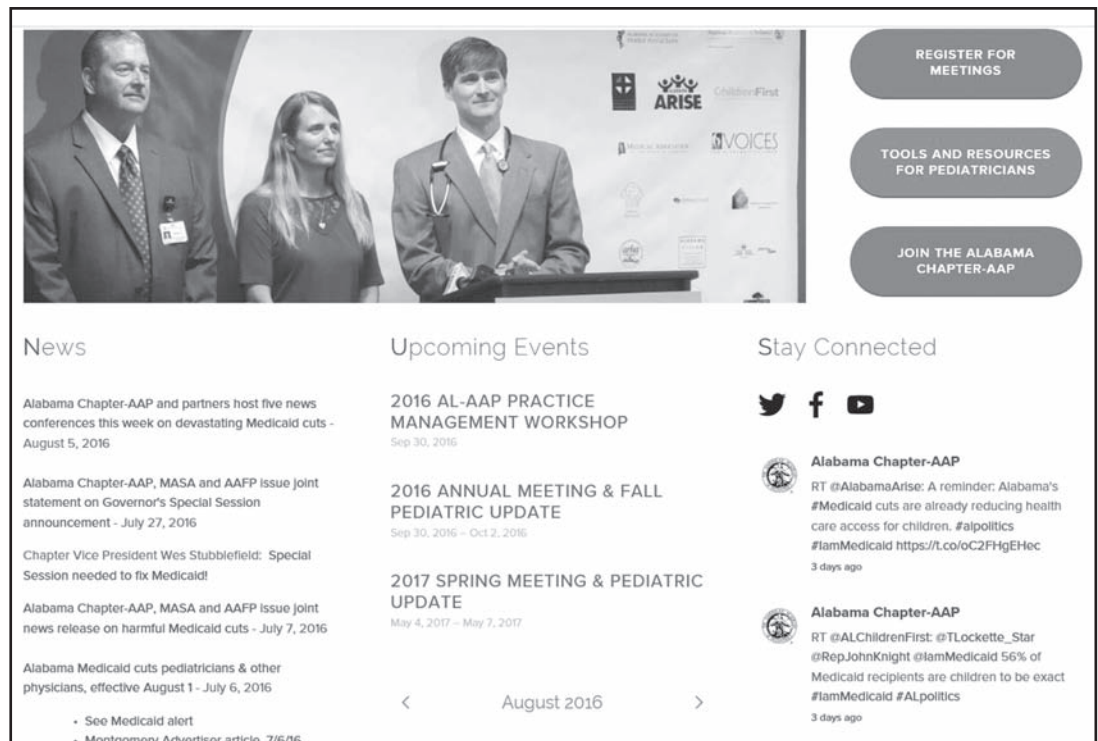 ARISE
ChildrenFirst
MEDICAL ASSOCIATION
VOICES
REGISTER FOR
MEETINGS
TOOLS AND RESOURCES
FOR PEDIATRICIANS
JOIN THE ALABAMA
CHAPTER-AAP
News
Alabama Chapter-AAP and partners host five news
conferences this week on devastating Medicaid cuts -
August 5, 2016
Alabama Chapter-AAP, MASA and AAFP issue joint
statement on Governor's Special Session
announcement - July 27, 2016
Chapter Vice President Wes Stubblefield: Special
Session needed to fix Medicaid!
Alabama Chapter-AAP, MASA and AAFP issue joint
news release on harmful Medicaid cuts - July 7, 2016
Alabama Medicaid cuts pediatricians & other
physicians, effective August 1 - July 6, 2016
• See Medicaid alert
• Montgomery Advertiser article, 7/6/16
Upcoming Events
2016 AL-AAP PRACTICE
MANAGEMENT WORKSHOP
Sep 30, 2016
2016 ANNUAL MEETING & FALL
PEDIATRIC UPDATE
Sep 30, 2016 – Oct 2, 2016
2017 SPRING MEETING & PEDIATRIC
UPDATE
May 4, 2017 – May 7, 2017
< August 2016 >
Stay Connected
Alabama Chapter-AAP
RT @AlabamaArise: A reminder: Alabama's
#Medicaid cuts are already reducing health
care access for children. #alpolitics
#IamMedicaid https://t.co/oC2FHgEHec
3 days ago
Alabama Chapter-AAP
RT @ALChildrenFirst: @TLockette_Star
@RepJohnKnight @IamMedicaid 56% of
Medicaid recipients are children to be exact
#IamMedicaid #ALpolitics
3 days ago